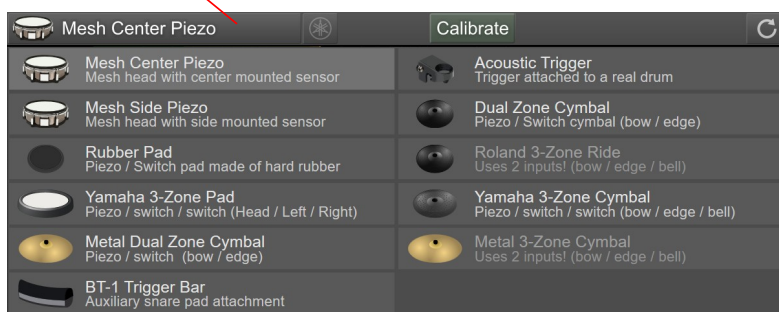 Mesh Center Piezo
Calibrate
Mesh Center Piezo
Mesh head with center mounted sensor
Acoustic Trigger
Trigger attached to a real drum
Mesh Side Piezo
Mesh head with side mounted sensor
Dual Zone Cymbal
Piezo / Switch cymbal (bow / edge)
Rubber Pad
Piezo / Switch pad made of hard rubber
Roland 3-Zone Ride
Uses 2 inputs! (bow / edge / bell)
Yamaha 3-Zone Pad
Piezo / switch / switch (Head / Left / Right)
Yamaha 3-Zone Cymbal
Piezo / switch / switch (bow / edge / bell)
Metal Dual Zone Cymbal
Piezo / switch (bow / edge)
Metal 3-Zone Cymbal
Uses 2 inputs! (bow / edge / bell)
BT-1 Trigger Bar
Auxiliary snare pad attachment